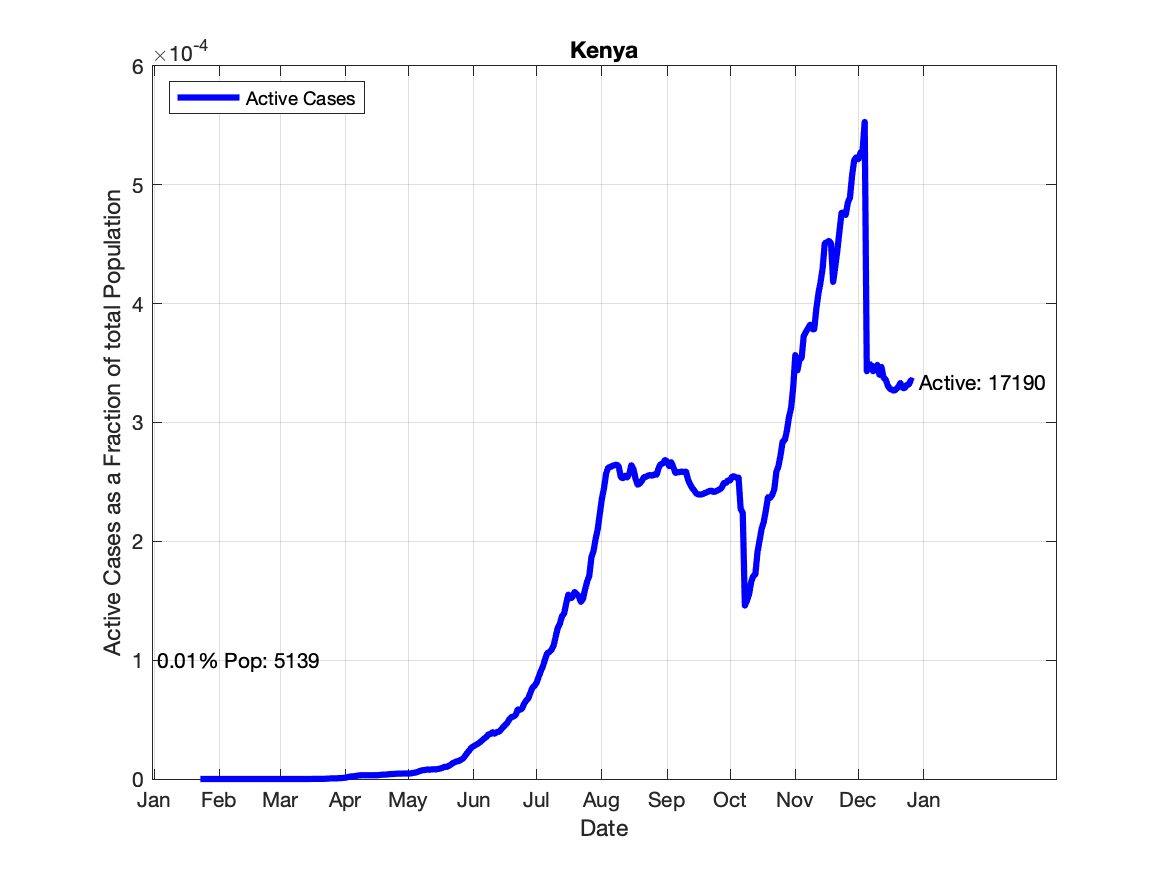 Kenya
×10-4
Active Cases
6
5
4
3
2
1
0
Active Cases as a Fraction of total Population
Active: 17190
0.01% Pop: 5139
Jan Feb Mar Apr May Jun Jul Aug Sep Oct Nov Dec Jan
Date